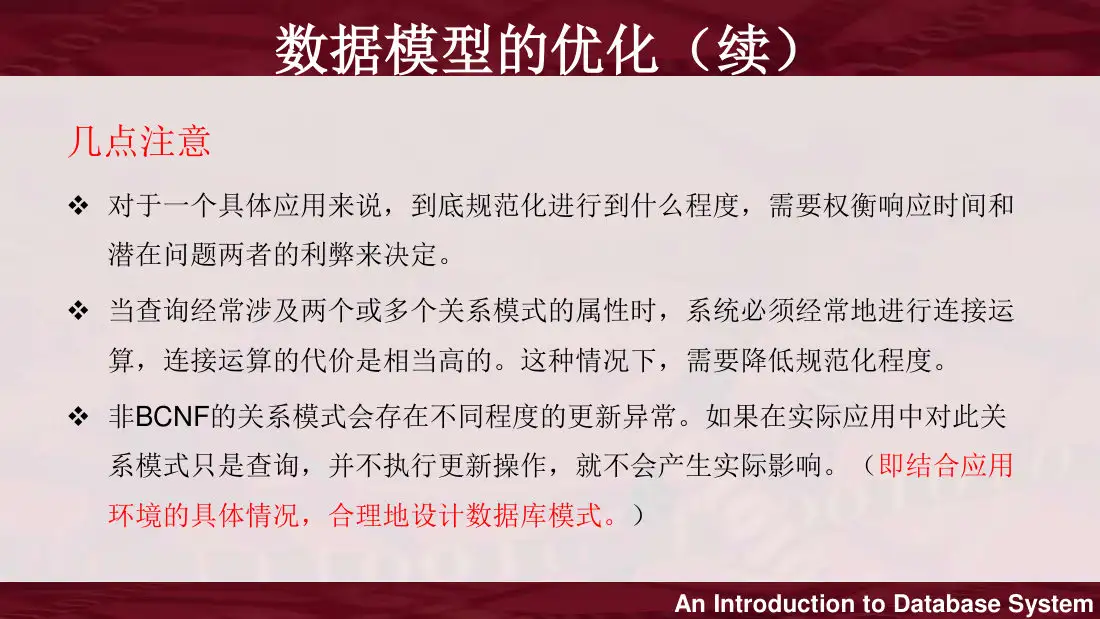 数据模型的优化（续）
几点注意
❖ 对于一个具体应用来说，到底规范化进行到什么程度，需要权衡响应时间和
潜在问题两者的利弊来决定。
❖ 当查询经常涉及两个或多个关系模式的属性时，系统必须经常地进行连接运
算，连接运算的代价是相当高的。这种情况下，需要降低规范化程度。
❖ 非BCNF的关系模式会存在不同程度的更新异常。如果在实际应用中对此关
系模式只是查询，并不执行更新操作，就不会产生实际影响。（即结合应用
环境的具体情况，合理地设计数据库模式。）
An Introduction to Database System